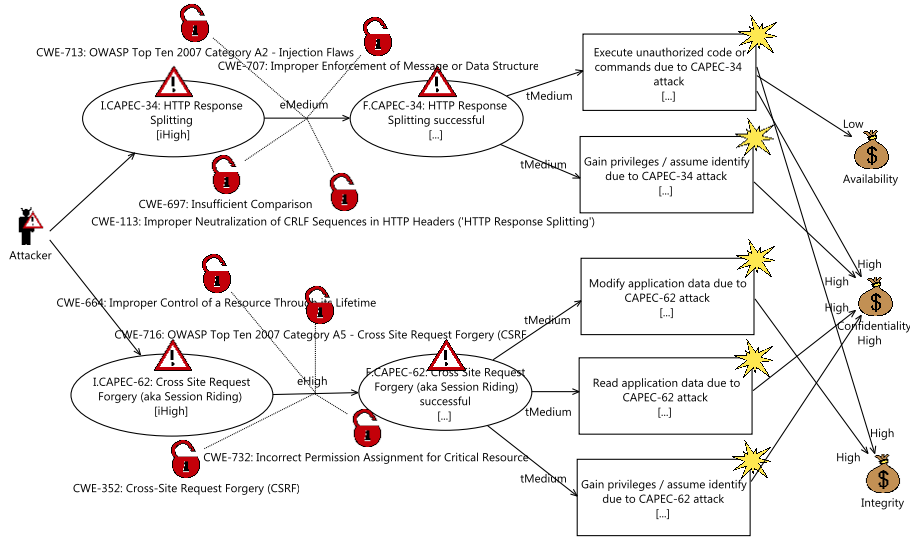 CWE-713: OWASP Top Ten 2007 Category A2 - Injection Flaws
CWE-707: Improper Enforcement of Message or Data Structure
I.CAPEC-34: HTTP Response
Splitting
[iHigh]
eMedium
F.CAPEC-34: HTTP Response
Splitting successful
[...]
tMedium
Execute unauthorized code or
commands due to CAPEC-34
attack
[...]
Low
Availability
tMedium
Gain privileges / assume identify
due to CAPEC-34 attack
[...]
CWE-697: Insufficient Comparison
CWE-113: Improper Neutralization of CRLF Sequences in HTTP Headers ('HTTP Response Splitting')
Attacker
High
High
High
Confidentiality
High
CWE-664: Improper Control of a Resource Through its Lifetime
CWE-716: OWASP Top Ten 2007 Category A5 - Cross Site Request Forgery (CSRF
tMedium
Modify application data due to
CAPEC-62 attack
[...]
I.CAPEC-62: Cross Site Request
Forgery (aka Session Riding)
[iHigh]
eHigh
F.CAPEC-62: Cross Site Request
Forgery (aka Session Riding)
successful
[...]
tMedium
Read application data due to
CAPEC-62 attack
[...]
High
High
Integrity
CWE-732: Incorrect Permission Assignment for Critical Resource
CWE-352: Cross-Site Request Forgery (CSRF)
tMedium
Gain privileges / assume identify
due to CAPEC-62 attack
[...]